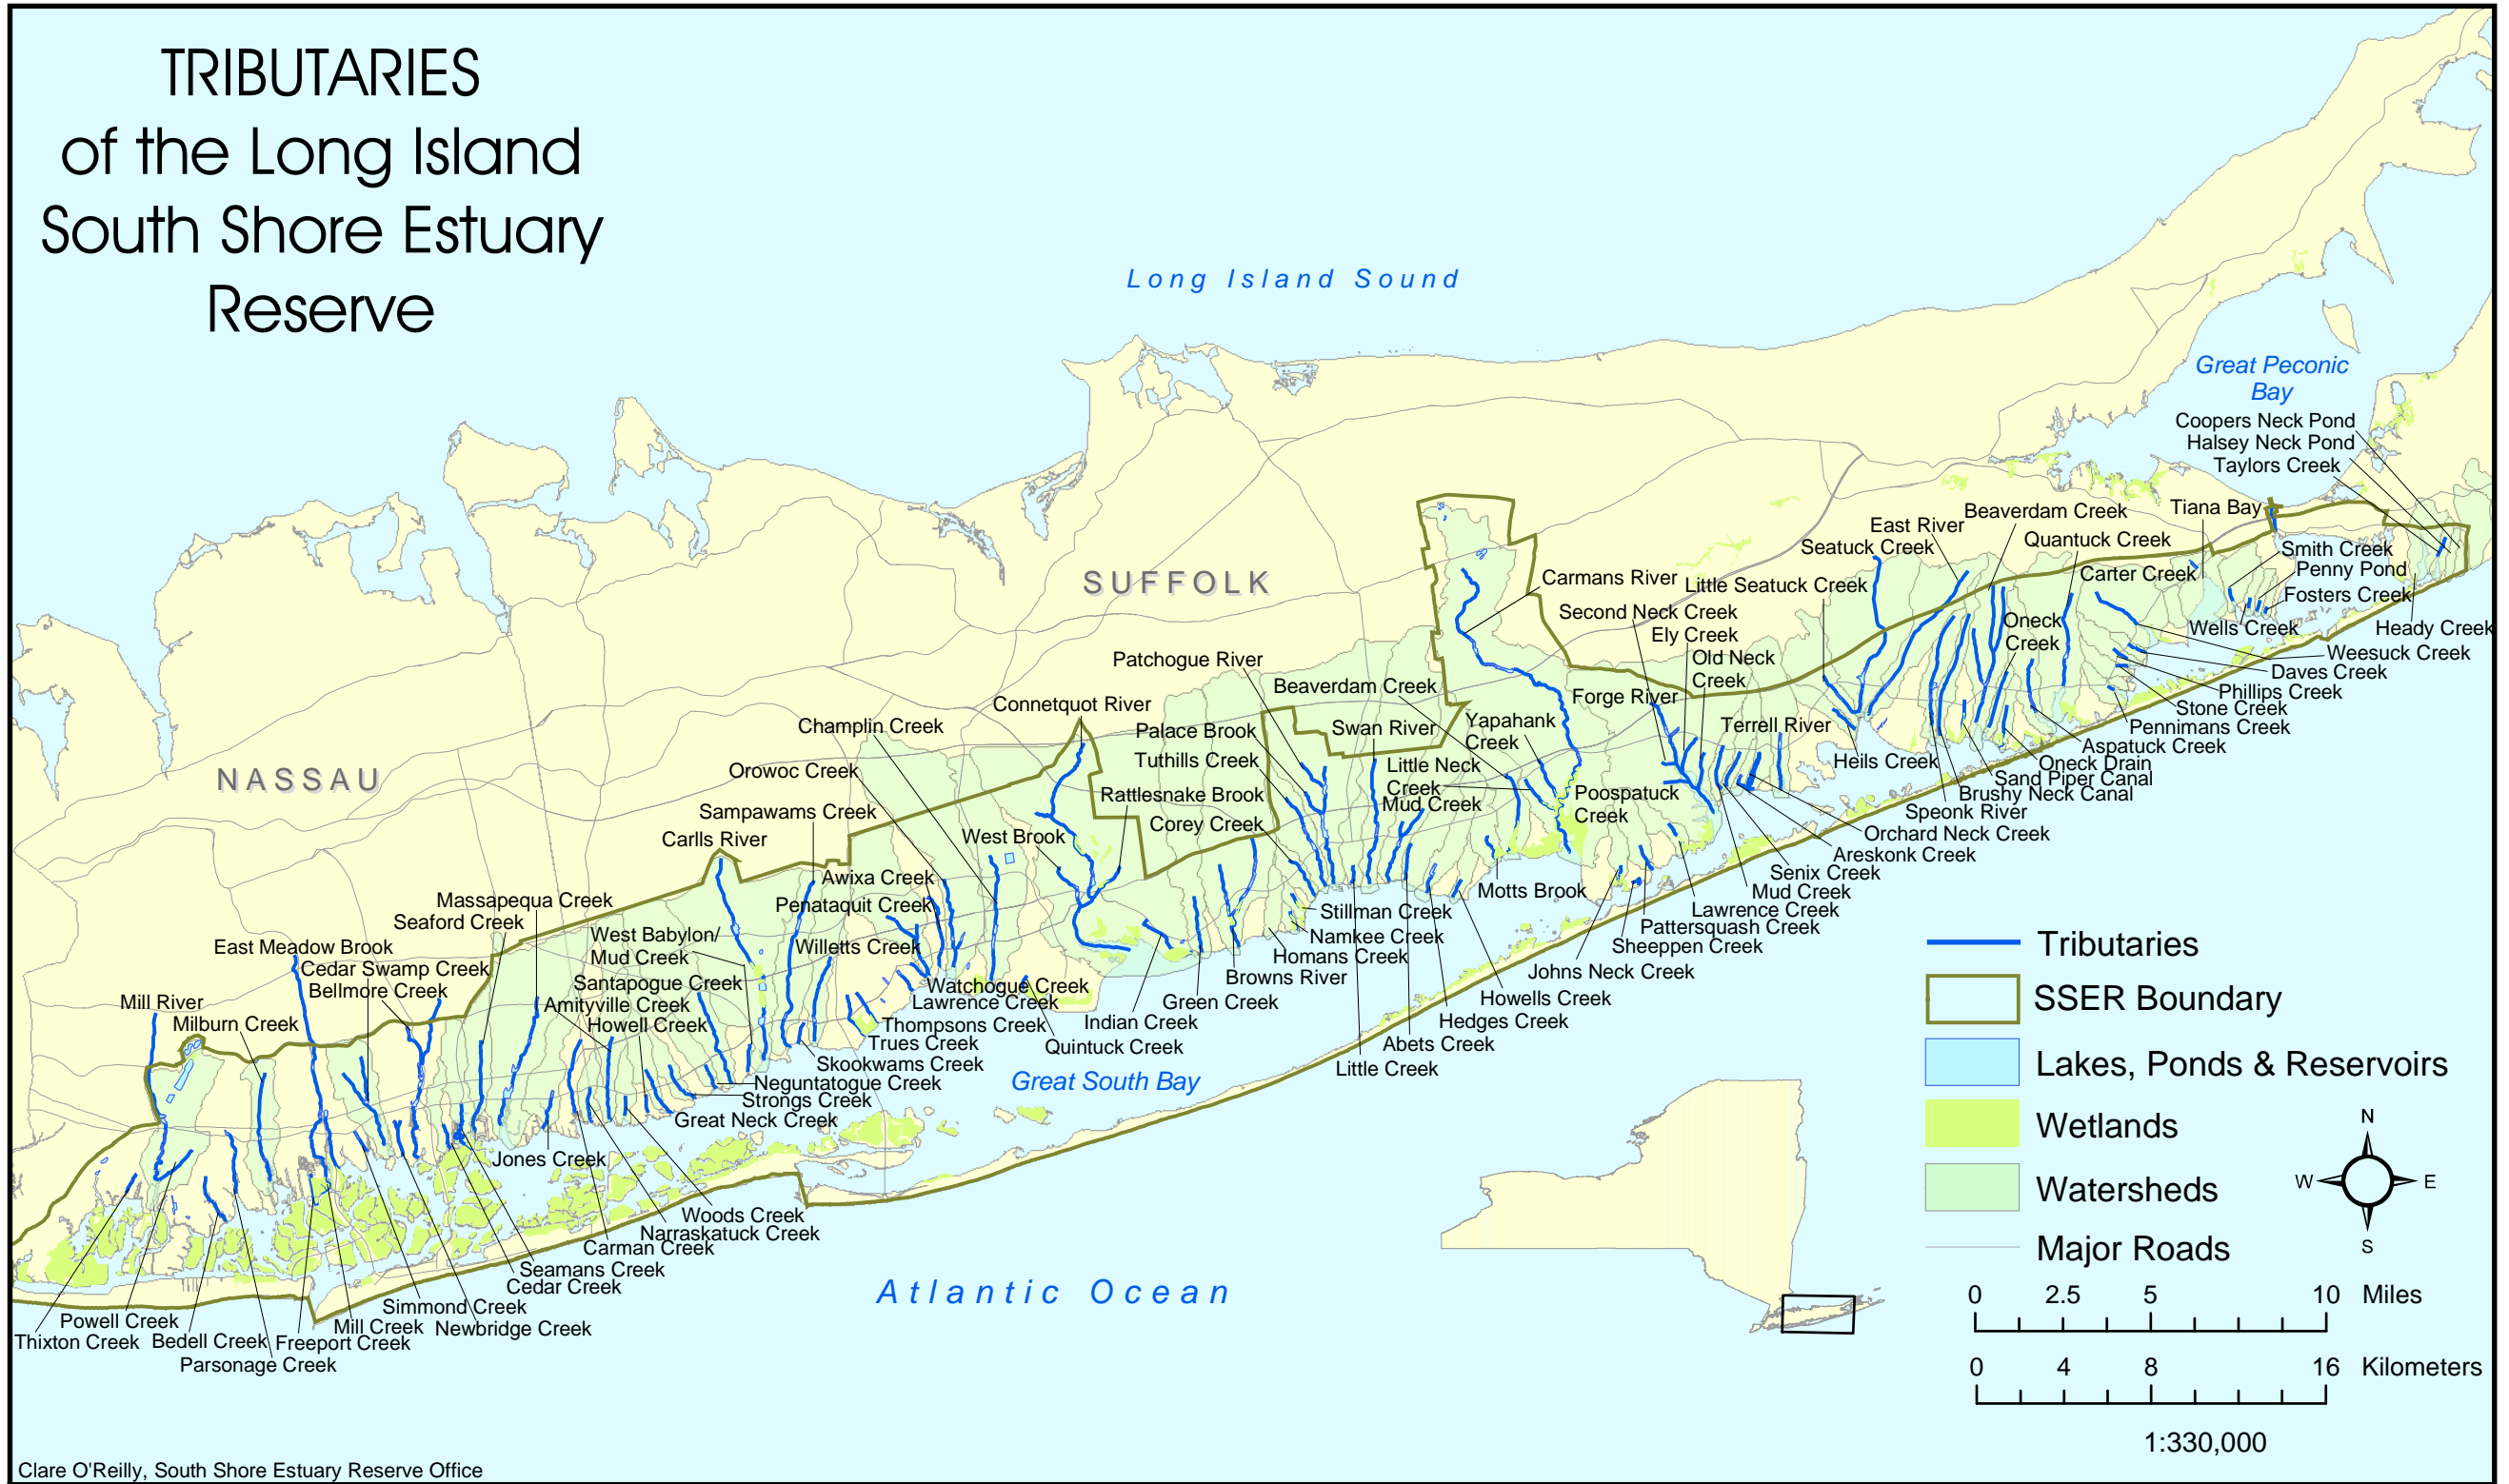 TRIBUTARIES
of the Long Island
South Shore Estuary
Reserve
Long Island Sound
Great Peconic
Bay
Coopers Neck Pond
Halsey Neck Pond
Taylors Creek
Tiana Bay
Beaverdam Creek
East River
Quantuck Creek
Seatuck Creek
Smith Creek
Penny Pond
Carter Creek
Fosters Creek
SUFFOLK
Carmans River
Little Seatuck Creek
Second Neck Creek
Ely Creek
Oneck
Creek
Wells Creek
Heady Creek
Old Neck
Creek
Weesuck Creek
Daves Creek
Patchogue River
Beaverdam Creek
Forge River
Phillips Creek
Stone Creek
Connetquot River
Champlin Creek
Palace Brook
Swan River
Yapahank
Creek
Terrell River
Pennimans Creek
Aspatuck Creek
Tuthills Creek
Little Neck
Creek
Heils Creek
Oneck Drain
Sand Piper Canal
Brushy Neck Canal
NASSAU
Orowoc Creek
Rattlesnake Brook
Mud Creek
Poospatuck
Creek
Speonk River
Sampawams Creek
Corey Creek
Orchard Neck Creek
Carlls River
West Brook
Areskonk Creek
Awixa Creek
Senix Creek
Motts Brook
Mud Creek
Massapequa Creek
Penataquit Creek
Stillman Creek
Lawrence Creek
Seaford Creek
West Babylon/
Mud Creek
Willetts Creek
Namkee Creek
Pattersquash Creek
East Meadow Brook
Homans Creek
Sheeppen Creek
Cedar Swamp Creek
Browns River
Johns Neck Creek
Bellmore Creek
Santapogue Creek
Watchogue Creek
Mill River
Amityville Creek
Lawrence Creek
Green Creek
Howells Creek
Milburn Creek
Howell Creek
Thompsons Creek
Indian Creek
Hedges Creek
Trues Creek
Quintuck Creek
Abets Creek
Skookwams Creek
Little Creek
Neguntatogue Creek
Great South Bay
Strongs Creek
Great Neck Creek
Jones Creek
Woods Creek
Narraskatuck Creek
Carman Creek
Seamans Creek
Cedar Creek
Atlantic Ocean
Simmond Creek
Powell Creek
Mill Creek
Newbridge Creek
Thixton Creek
Bedell Creek
Freeport Creek
Parsonage Creek
Tributaries
SSER Boundary
Lakes, Ponds & Reservoirs
Wetlands
Watersheds
Major Roads
N
W
E
S
0 2.5 5 10 Miles
0 4 8 16 Kilometers
1:330,000
Clare O'Reilly, South Shore Estuary Reserve Office